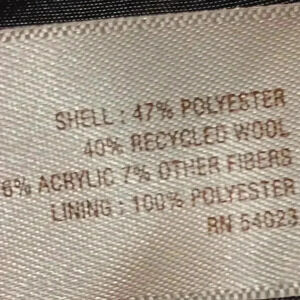 SHELL : 47% POLYESTER
40% RECYCLED WOOL
6% ACRYLIC 7% OTHER FIBERS
LINING : 100% POLYESTER
RN 54023